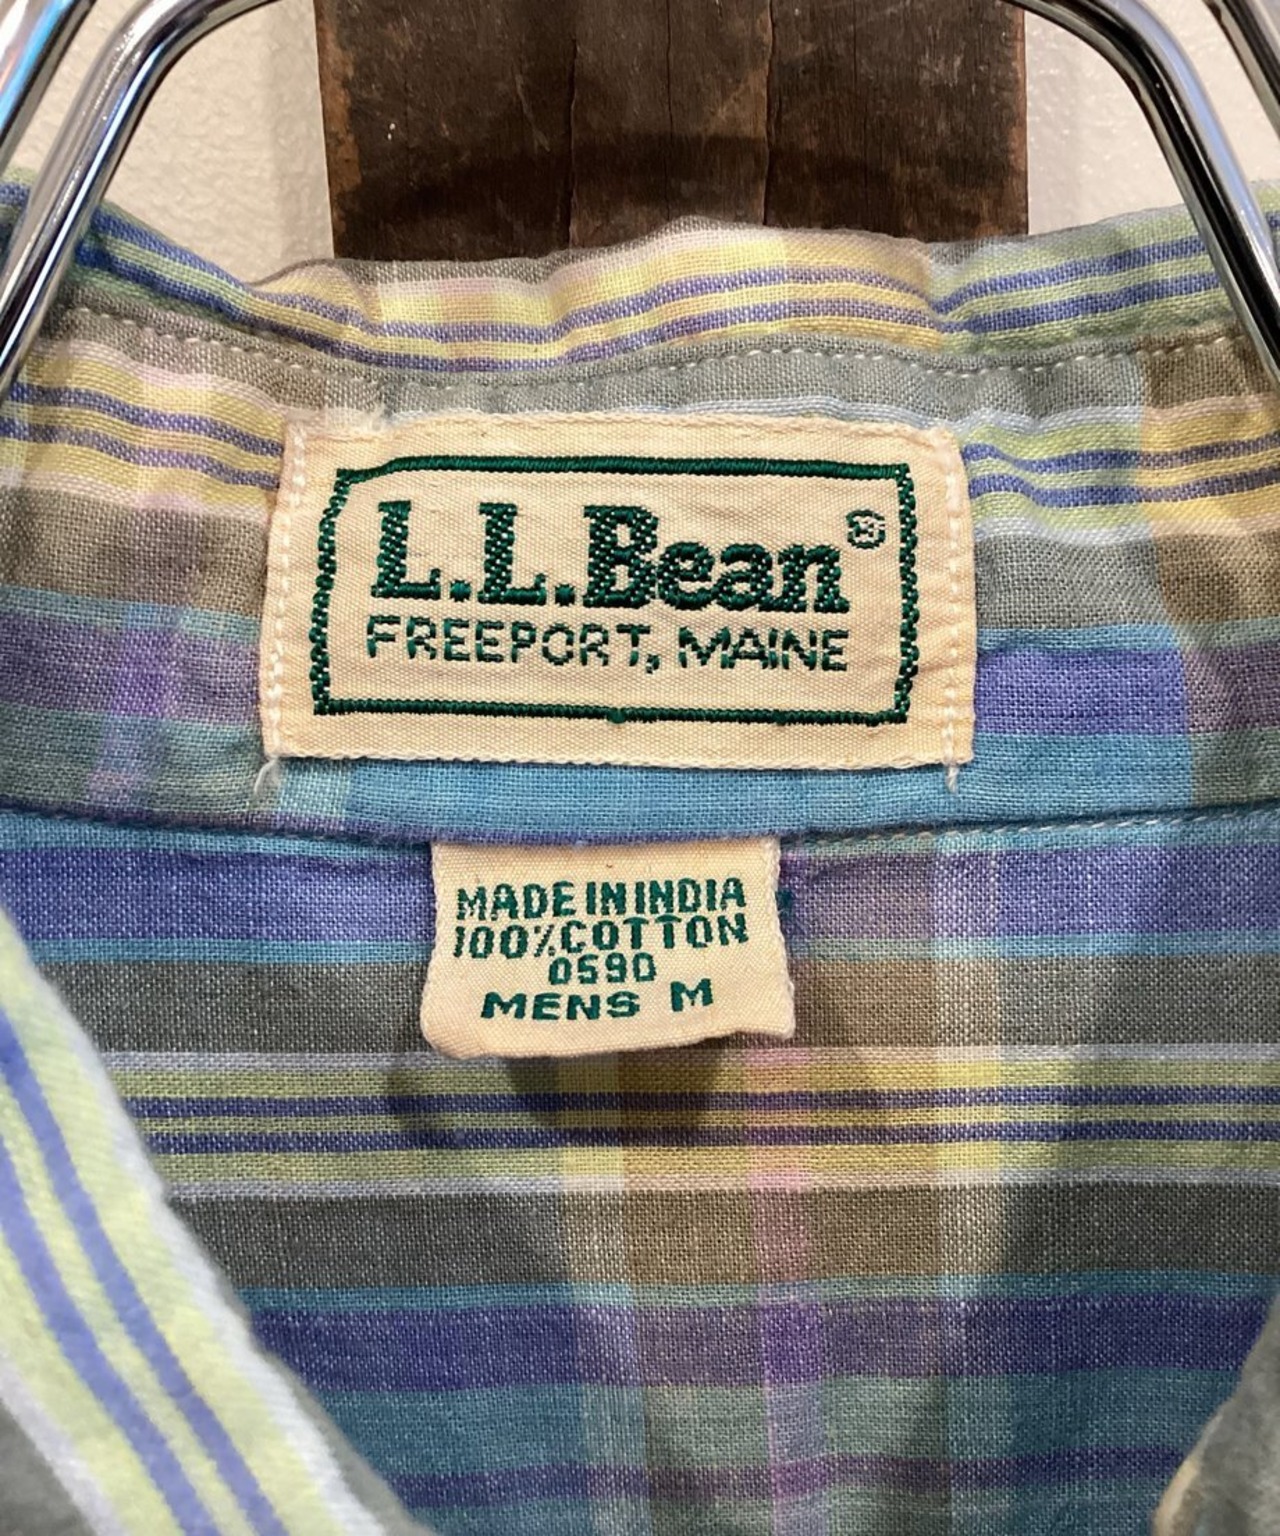 L.L.Bean®
FREEPORT, MAINE
MADE IN INDIA
100% COTTON
0590
MENS M